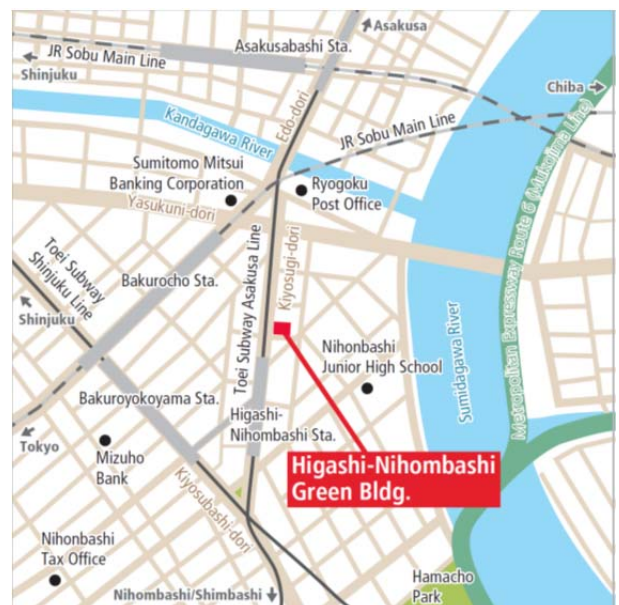 Asakusa
Asakusabashi Sta.
JR Sobu Main Line
Shinjuku
Chiba
Edo-dori
Kandagawa River
JR Sobu Main Line
Sumitomo Mitsui
Banking Corporation
Ryogoku
Post Office
Yasukuni-dori
Metropolitan Expressway Route 6 (Mukojima Line)
Toei Subway
Shinjuku Line
Bakurocho Sta.
Toei Subway Asakusa Line
Kiyosugi-dori
Shinjuku
Sumidagawa River
Nihonbashi
Junior High School
Bakuroyokoyama Sta.
Higashi-
Nihombashi Sta.
Tokyo
Mizuho
Bank
Higashi-Nihombashi
Green Bldg.
Kiyosubashi-dori
Nihonbashi
Tax Office
Nihombashi/Shimbashi
Hamacho
Park